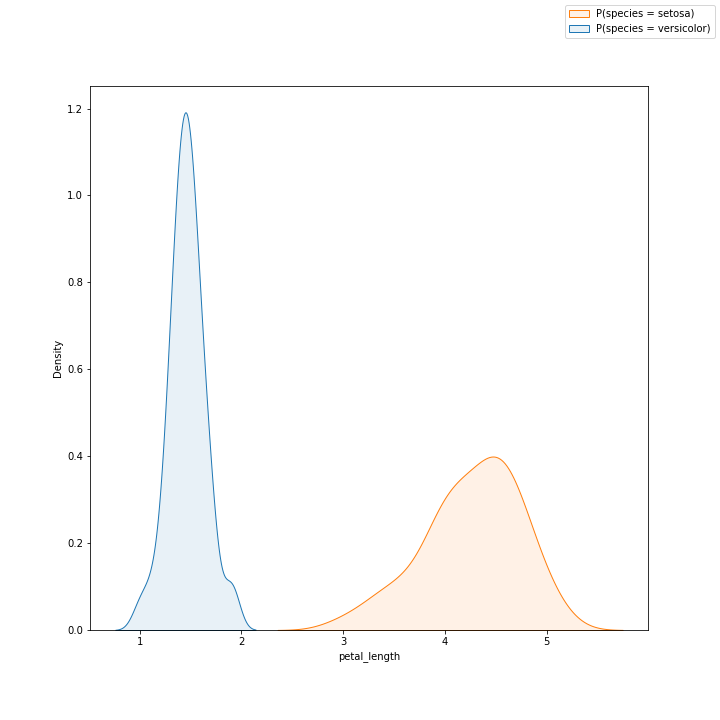 P(species = setosa)
P(species = versicolor)
1.2
1.0
0.8
0.6
0.4
0.2
0.0
Density
1 2 3 4 5
petal_length